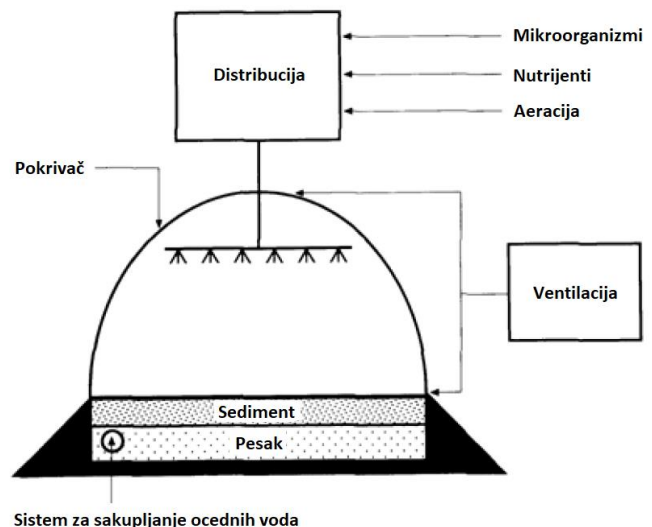 Distribucija
Mikroorganizmi
Nutrijenti
Aeracija
Pokrivač
Ventilacija
Sediment
Pesak
Sistem za sakupljanje ocednih voda